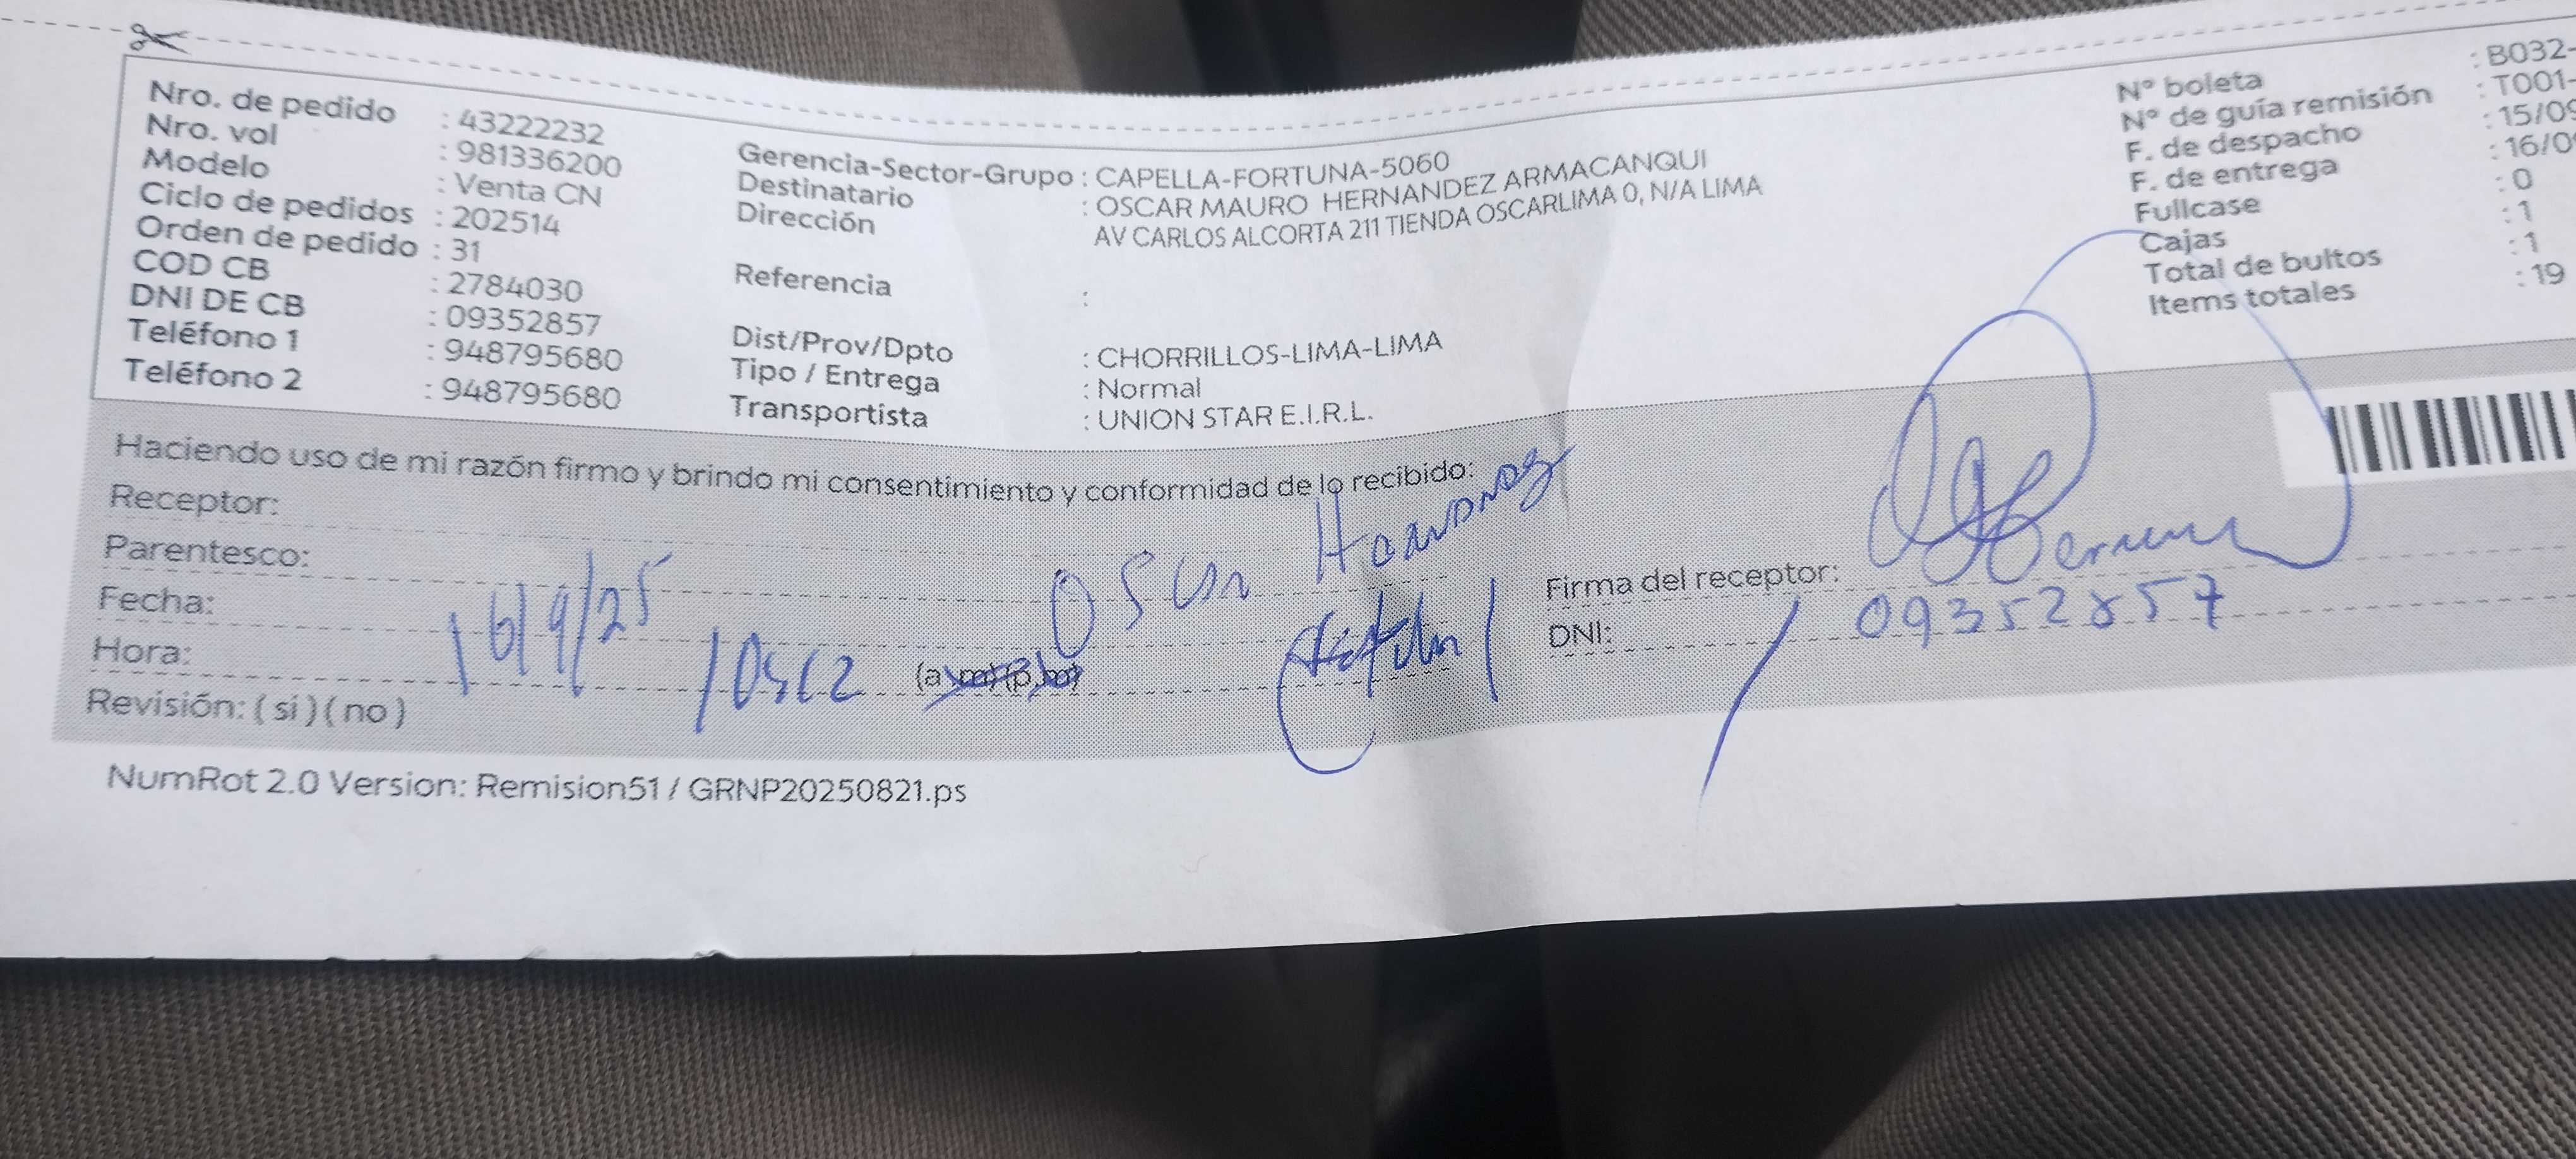 Nro. de pedido : 43222232
Nro. vol : 981336200
Modelo : Venta CN
Ciclo de pedidos : 202514
Orden de pedido : 31
COD CB : 2784030
DNI DE CB : 09352857
Teléfono 1 : 948795680
Teléfono 2 : 948795680
Gerencia-Sector-Grupo : CAPELLA-FORTUNA-5060
Destinatario : OSCAR MAURO HERNANDEZ ARMACANQUI
Dirección : AV CARLOS ALCORTA 211 TIENDA OSCARLIMA 0, N/A LIMA
Referencia :
Dist/Prov/Dpto : CHORRILLOS-LIMA-LIMA
Tipo / Entrega : Normal
Transportista : UNION STAR E.I.R.L.
Nº boleta : B032-
Nº de guía remisión : T001-
F. de despacho : 15/09
F. de entrega : 16/0
Fullcase : 0
Cajas : 1
Total de bultos : 1
Items totales : 19
Haciendo uso de mi razón firmo y brindo mi consentimiento y conformidad de lo recibido:
Receptor: Oscar Hernandez
Parentesco:
Fecha: 16/9/25
Hora: (a.m) (p.m)
Revisión: ( si ) ( no )
Firma del receptor:
DNI: 09352857
NumRot 2.0 Version: Remision51 / GRNP20250821.ps